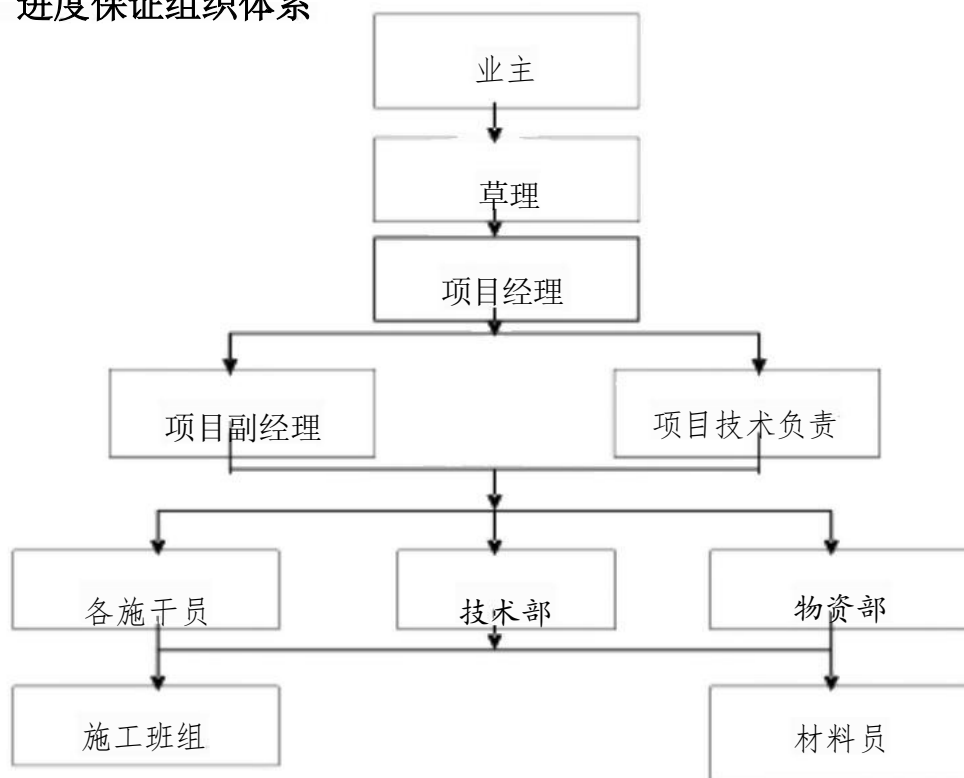 进度保证组织体系
业主
草理
项目经理
项目副经理
项目技术负责
各施干员
技术部
物资部
施工班组
材料员